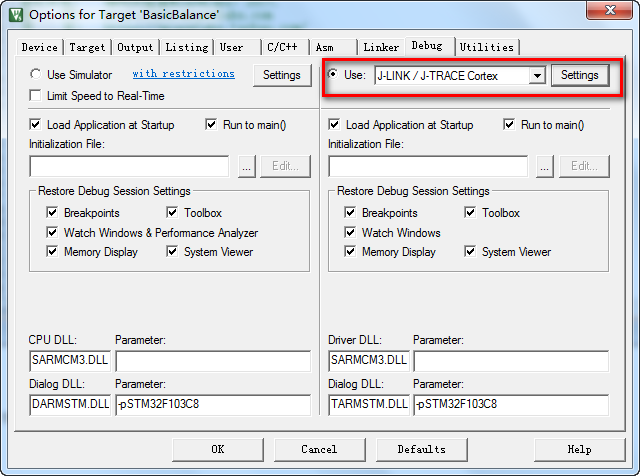 Options for Target 'BasicBalance'
Device Target Output Listing User C/C++ Asm Linker Debug Utilities
Use Simulator with restrictions Settings
Limit Speed to Real-Time
Load Application at Startup Run to main()
Initialization File:
... Edit...
Restore Debug Session Settings
Breakpoints Toolbox
Watch Windows & Performance Analyzer
Memory Display System Viewer
CPU DLL: Parameter:
SARMCM3.DLL
Dialog DLL: Parameter:
DARMSTM.DLL -pSTM32F103C8
Use: J-LINK / J-TRACE Cortex Settings
Load Application at Startup Run to main()
Initialization File:
... Edit...
Restore Debug Session Settings
Breakpoints Toolbox
Watch Windows
Memory Display System Viewer
Driver DLL: Parameter:
SARMCM3.DLL
Dialog DLL: Parameter:
TARMSTM.DLL -pSTM32F103C8
OK Cancel Defaults Help